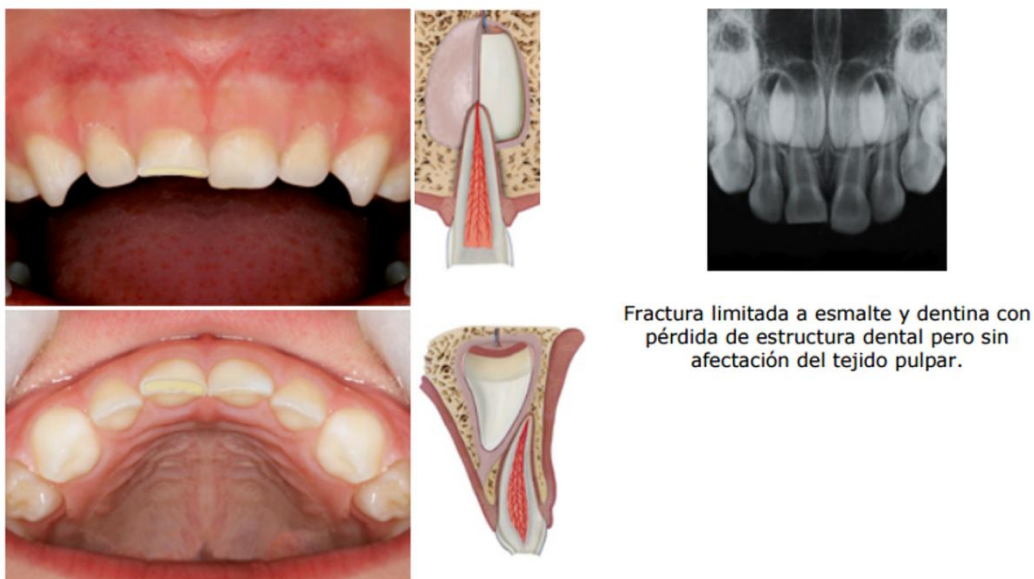 Fractura limitada a esmalte y dentina con
pérdida de estructura dental pero sin
afectación del tejido pulpar.